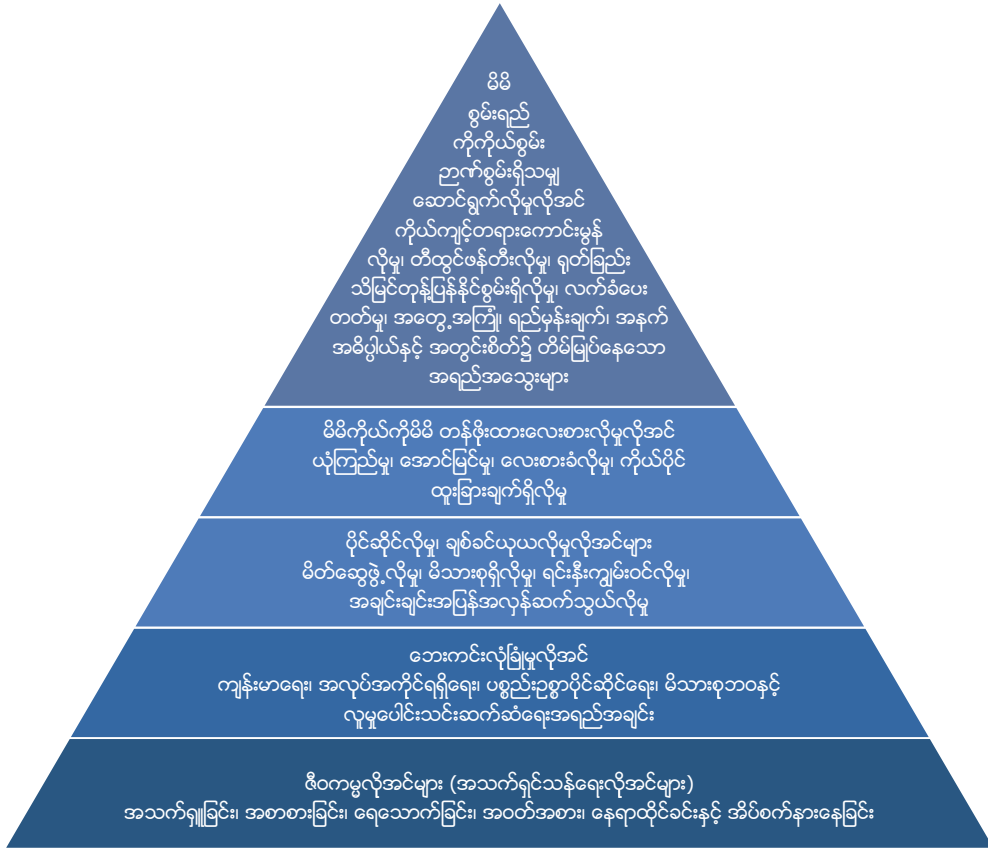 မိမိ
စွမ်းရည်
ကိုကိုယ်စွမ်း
ဉာဏ်စွမ်းရှိသမျှ
ဆောင်ရွက်လိုမှုလိုအင်
ကိုယ်ကျင့်တရားကောင်းမွန်
လိုမှု၊ တီထွင်ဖန်တီးလိုမှု၊ ရုတ်ခြည်း
သိမြင်တုန့်ပြန်နိုင်စွမ်းရှိလိုမှု၊ လက်ခံပေး
တတ်မှု၊ အတွေ့အကြုံ၊ ရည်မှန်းချက်၊ အနက်
အဓိပ္ပါယ်နှင့် အတွင်းစိတ်၌ တိမ်မြုပ်နေသော
အရည်အသွေးများ
မိမိကိုယ်ကိုမိမိ တန်ဖိုးထားလေးစားလိုမှုလိုအင်
ယုံကြည်မှု၊ အောင်မြင်မှု၊ လေးစားခံလိုမှု၊ ကိုယ်ပိုင်
ထူးခြားချက်ရှိလိုမှု
ပိုင်ဆိုင်လိုမှု၊ ချစ်ခင်ယုယလိုမှုလိုအင်များ
မိတ်ဆွေဖွဲ့လိုမှု၊ မိသားစုရှိလိုမှု၊ ရင်းနှီးကျွမ်းဝင်လိုမှု၊
အချင်းချင်းအပြန်အလှန်ဆက်သွယ်လိုမှု
ဘေးကင်းလုံခြုံမှုလိုအင်
ကျန်းမာရေး၊ အလုပ်အကိုင်ရရှိရေး၊ ပစ္စည်းဥစ္စာပိုင်ဆိုင်ရေး၊ မိသားစုဘဝနှင့်
လူမှုပေါင်းသင်းဆက်ဆံရေးအရည်အချင်း
ဇီဝကမ္မလိုအင်များ (အသက်ရှင်သန်ရေးလိုအင်ပျား)
အသက်ရှူခြင်း၊ အစာစားခြင်း၊ ရေသောက်ခြင်း၊ အဝတ်အစား၊ နေရာထိုင်ခင်းနှင့် အိပ်စက်နားနေခြင်း